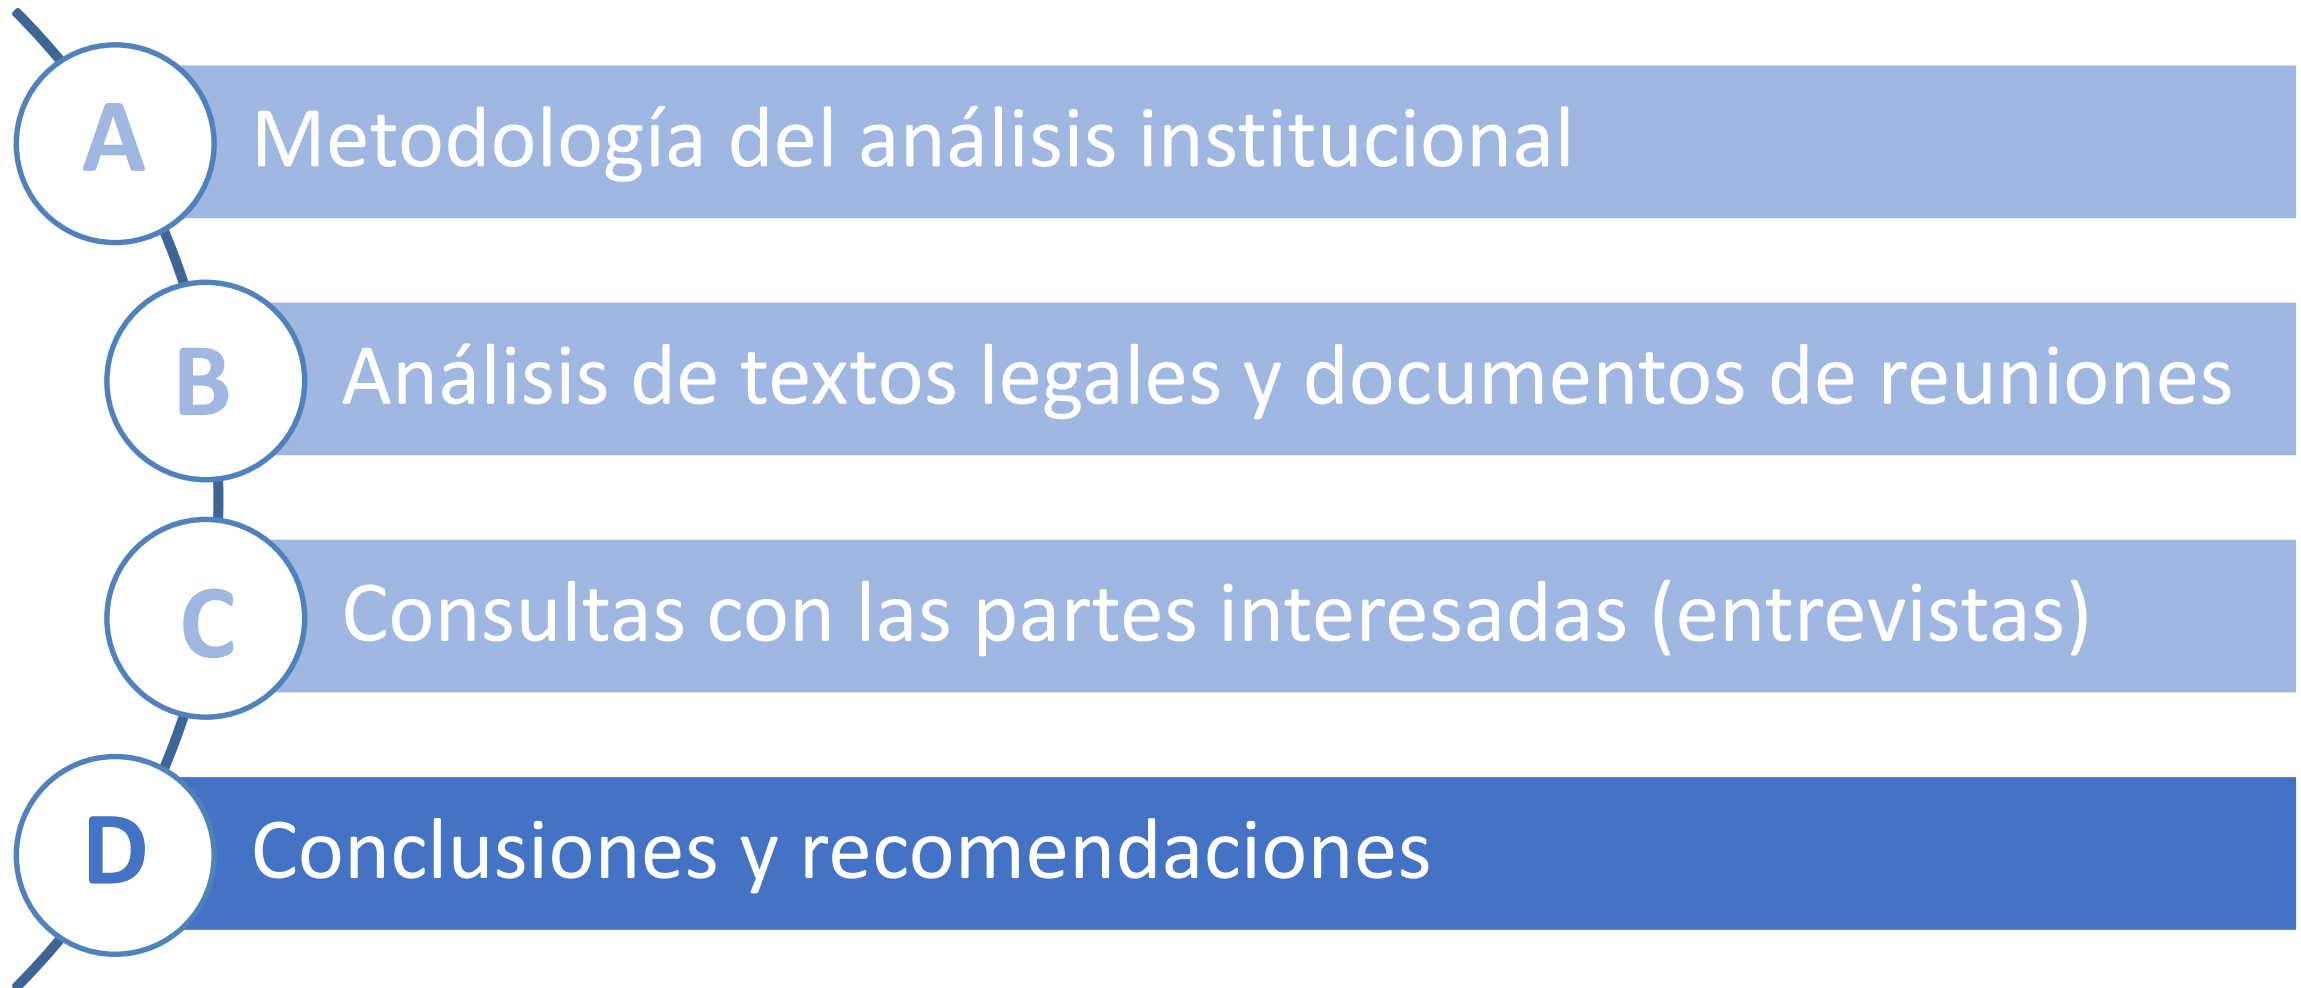 A
Metodología del análisis institucional
B
Análisis de textos legales y documentos de reuniones
C
Consultas con las partes interesadas (entrevistas)
D
Conclusiones y recomendaciones